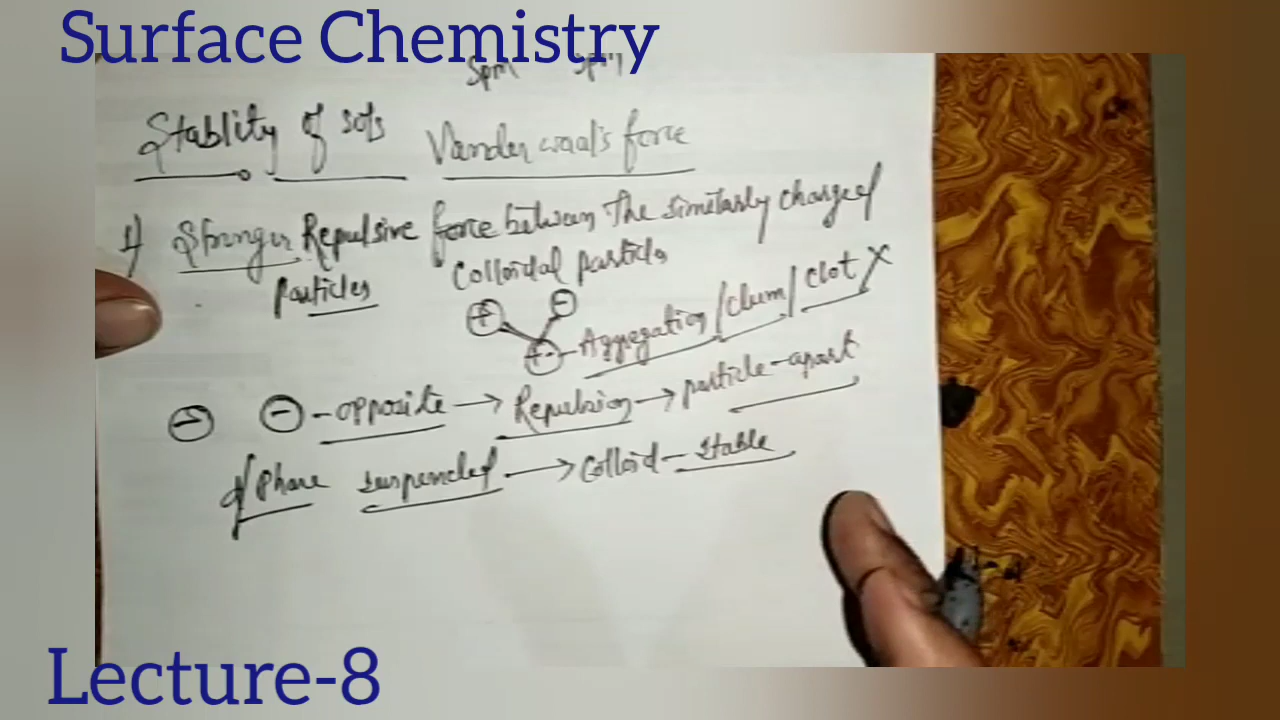 Surface Chemistry
Stablity of sols Vander waal's force
1) Stronger Repulsive force between The similarly charged
particles colloidal particle
+ −
+ - Aggregation / clum / clot X
− − - opposite → Repulsion → particle - apart
d phase suspended → colloid - stable
Lecture-8